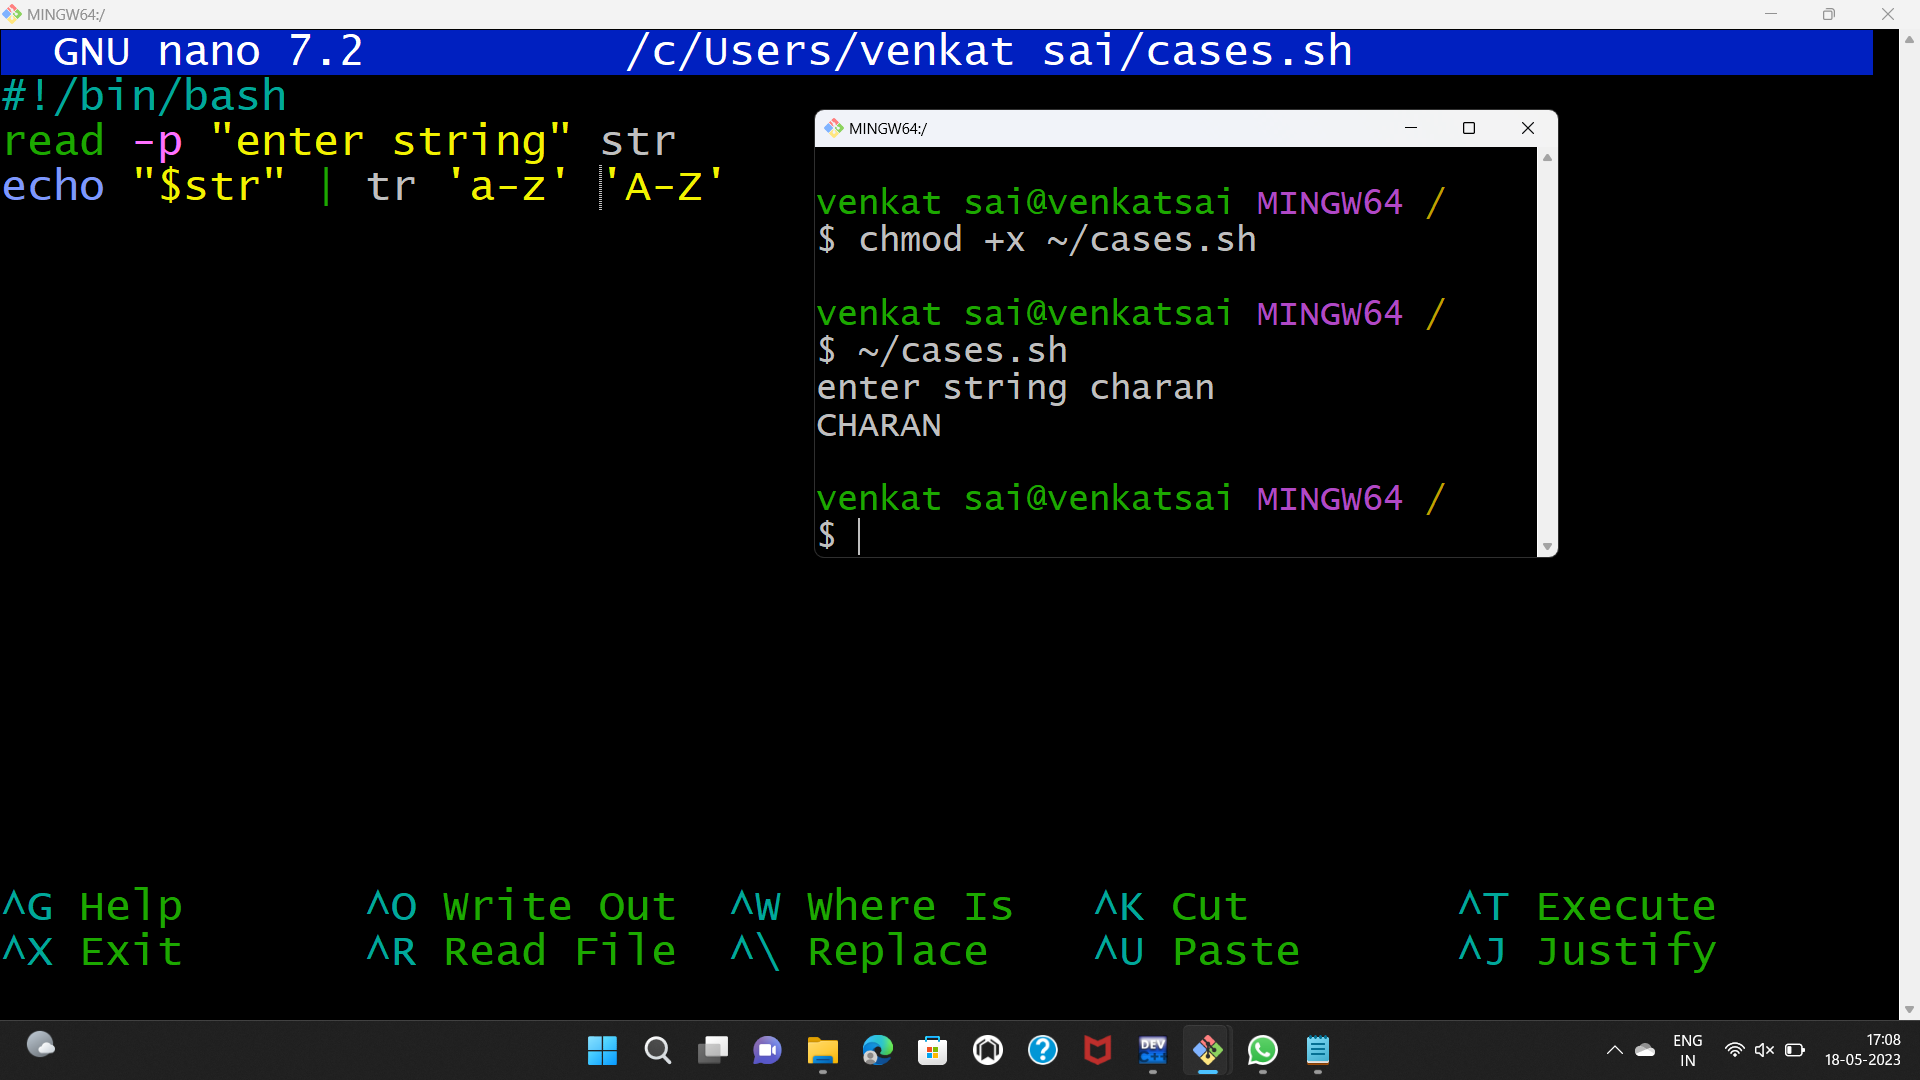 MINGW64:/
GNU nano 7.2 /c/Users/venkat sai/cases.sh
#!/bin/bash
read -p "enter string" str
echo "$str" | tr 'a-z' 'A-Z'
MINGW64:/
venkat sai@venkatsai MINGW64 /
$ chmod +x ~/cases.sh
venkat sai@venkatsai MINGW64 /
$ ~/cases.sh
enter string charan
CHARAN
venkat sai@venkatsai MINGW64 /
$
^G Help ^O Write Out ^W Where Is ^K Cut ^T Execute
^X Exit ^R Read File ^\ Replace ^U Paste ^J Justify
DEV
ENG
IN
17:08
18-05-2023